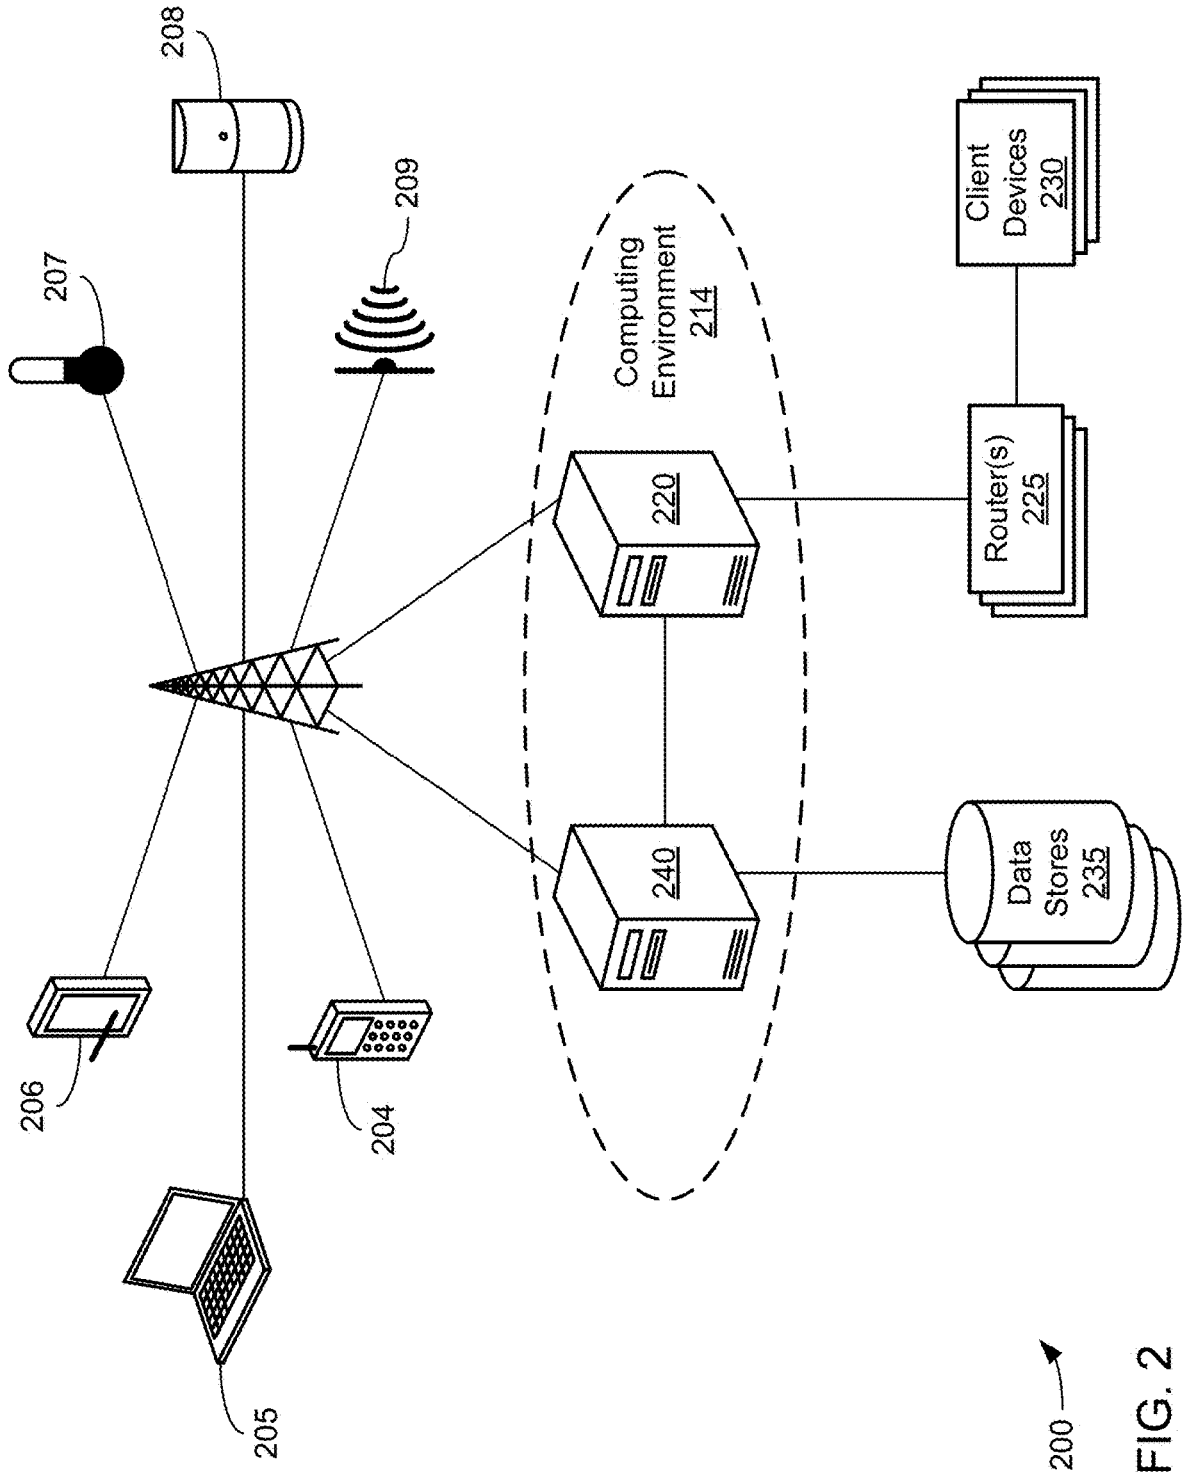 208
207
209
206
204
205
Computing
Environment
214
220
240
Client
Devices
230
Router(s)
225
Data
Stores
235
200
FIG. 2